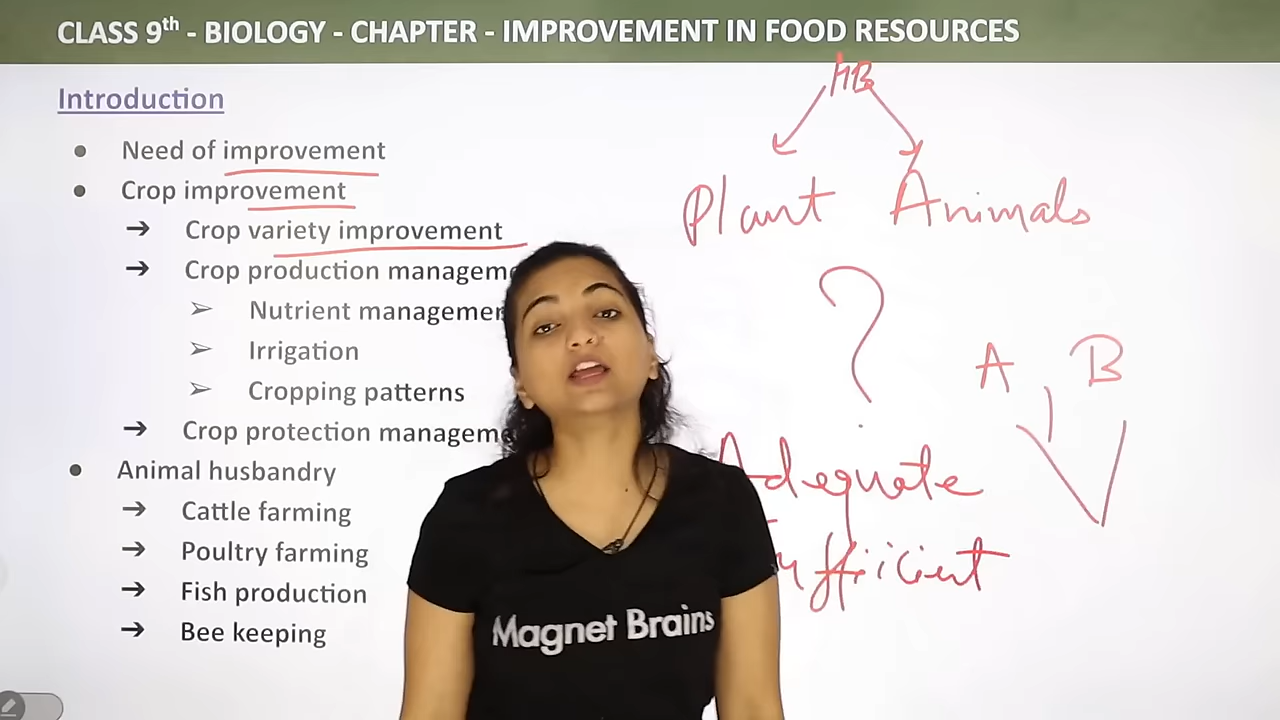 CLASS 9th - BIOLOGY - CHAPTER - IMPROVEMENT IN FOOD RESOURCES
Introduction
● Need of improvement
● Crop improvement
➔ Crop variety improvement
➔ Crop production manageme
➢ Nutrient managemen
➢ Irrigation
➢ Cropping patterns
➔ Crop protection manageme
● Animal husbandry
➔ Cattle farming
➔ Poultry farming
➔ Fish production
➔ Bee keeping
Plant Animals
?
A B
Adequate
ufficient
Magnet Brains